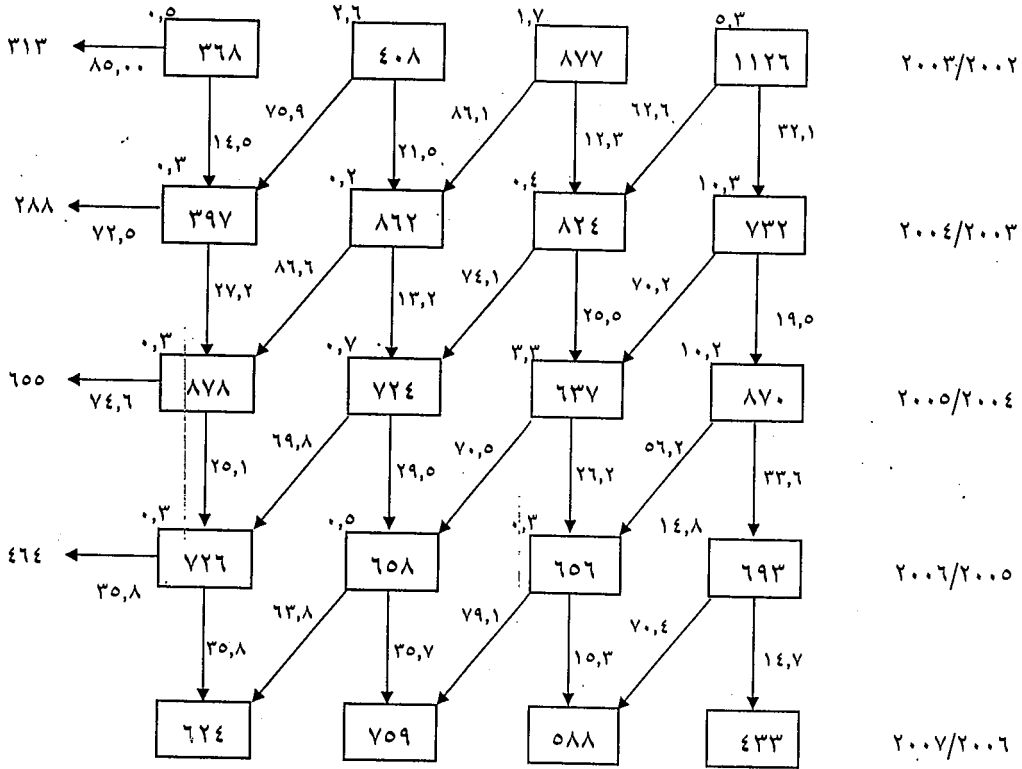 ٥,٣ ١,٧ ٢,٦ ٠,٥
٢٠٠٣/٢٠٠٢ ١١٢٦ ٨٧٧ ٤٠٨ ٣٦٨ ٣١٣
٨٥,٠٠
٣٢,١ ٦٢,٦ ١٢,٣ ٨٦,١ ٢١,٥ ٧٥,٩ ١٤,٥
١٠,٣ ٠,٤ ٠,٢ ٠,٣
٢٠٠٤/٢٠٠٣ ٧٣٢ ٨٢٤ ٨٦٢ ٣٩٧ ٢٨٨
٧٢,٥
١٩,٥ ٧٠,٢ ٢٥,٥ ٧٤,١ ١٣,٢ ٨٦,٦ ٢٧,٢
١٠,٢ ٣,٣ ٠,٧ ٠,٣
٢٠٠٥/٢٠٠٤ ٨٧٠ ٦٣٧ ٧٢٤ ٨٧٨ ٦٥٥
٧٤,٦
٣٣,٦ ٥٦,٢ ٢٦,٢ ٧٠,٥ ٢٩,٥ ٦٩,٨ ٢٥,١
١٤,٨ ٠,٣ ٠,٥ ٠,٣
٢٠٠٦/٢٠٠٥ ٦٩٣ ٦٥٦ ٦٥٨ ٧٢٦ ٤٦٤
٣٥,٨
١٤,٧ ٧٠,٤ ١٥,٣ ٧٩,١ ٣٥,٧ ٦٣,٨ ٣٥,٨
٢٠٠٧/٢٠٠٦ ٤٣٣ ٥٨٨ ٧٥٩ ٦٢٤